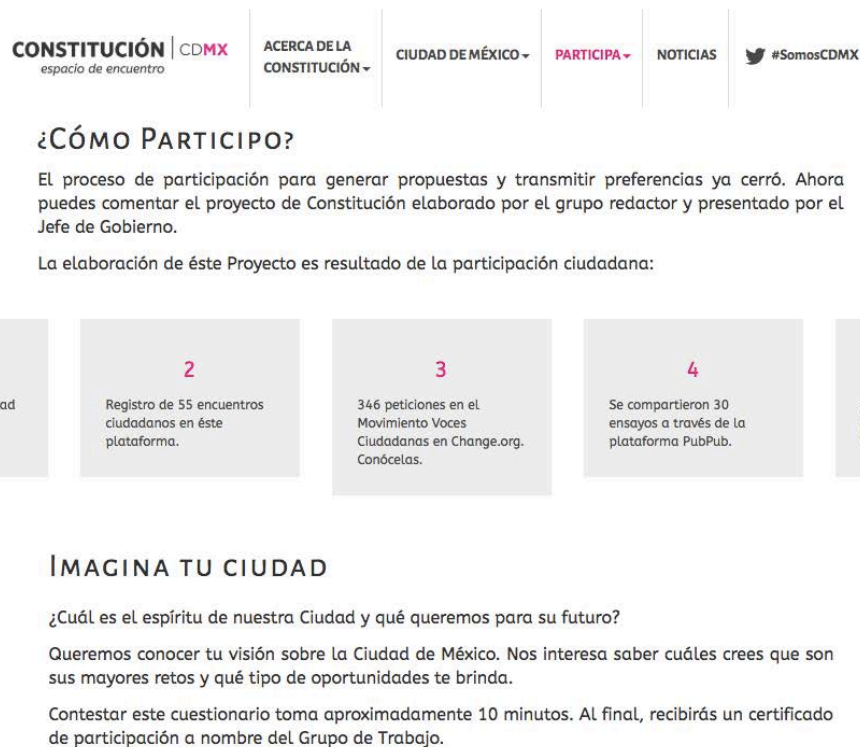 CONSTITUCIÓN | CDMX
espacio de encuentro
ACERCA DE LA
CONSTITUCIÓN
CIUDAD DE MÉXICO
PARTICIPA
NOTICIAS
#SomosCDMX
¿Cómo Participo?
El proceso de participación para generar propuestas y transmitir preferencias ya cerró. Ahora
puedes comentar el proyecto de Constitución elaborado por el grupo redactor y presentado por el
Jefe de Gobierno.
La elaboración de éste Proyecto es resultado de la participación ciudadana:
ad
2
Registro de 55 encuentros
ciudadanos en éste
plataforma.
3
346 peticiones en el
Movimiento Voces
Ciudadanas en Change.org.
Conócelas.
4
Se compartieron 30
ensayos a través de la
plataforma PubPub.
Imagina tu ciudad
¿Cuál es el espíritu de nuestra Ciudad y qué queremos para su futuro?
Queremos conocer tu visión sobre la Ciudad de México. Nos interesa saber cuáles crees que son
sus mayores retos y qué tipo de oportunidades te brinda.
Contestar este cuestionario toma aproximadamente 10 minutos. Al final, recibirás un certificado
de participación a nombre del Grupo de Trabajo.